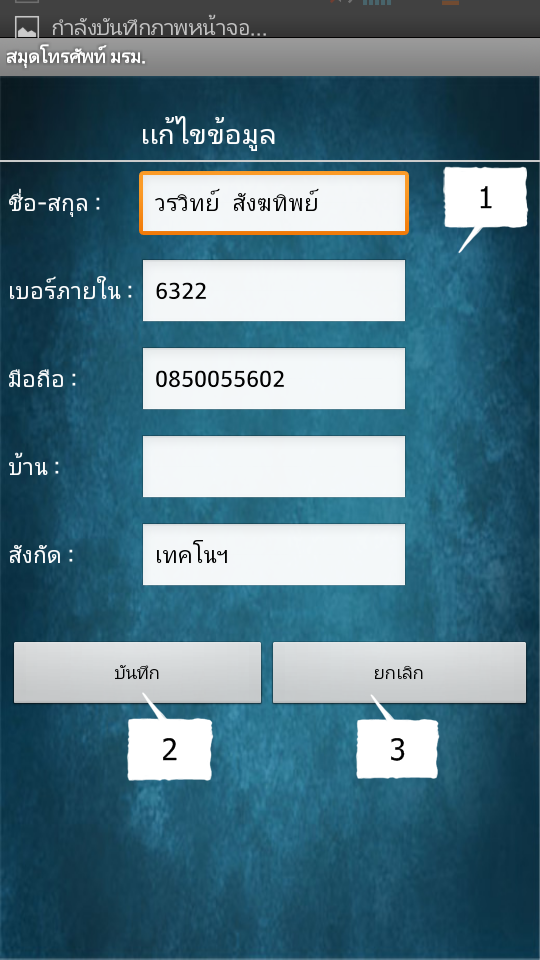 กำลังบันทึกภาพหน้าจอ...
สมุดโทรศัพท์ มรม.
แก้ไขข้อมูล
ชื่อ-สกุล : วรวิทย์ สังฆทิพย์
1
เบอร์ภายใน : 6322
มือถือ : 0850055602
บ้าน :
สังกัด : เทคโนฯ
บันทึก ยกเลิก
2 3